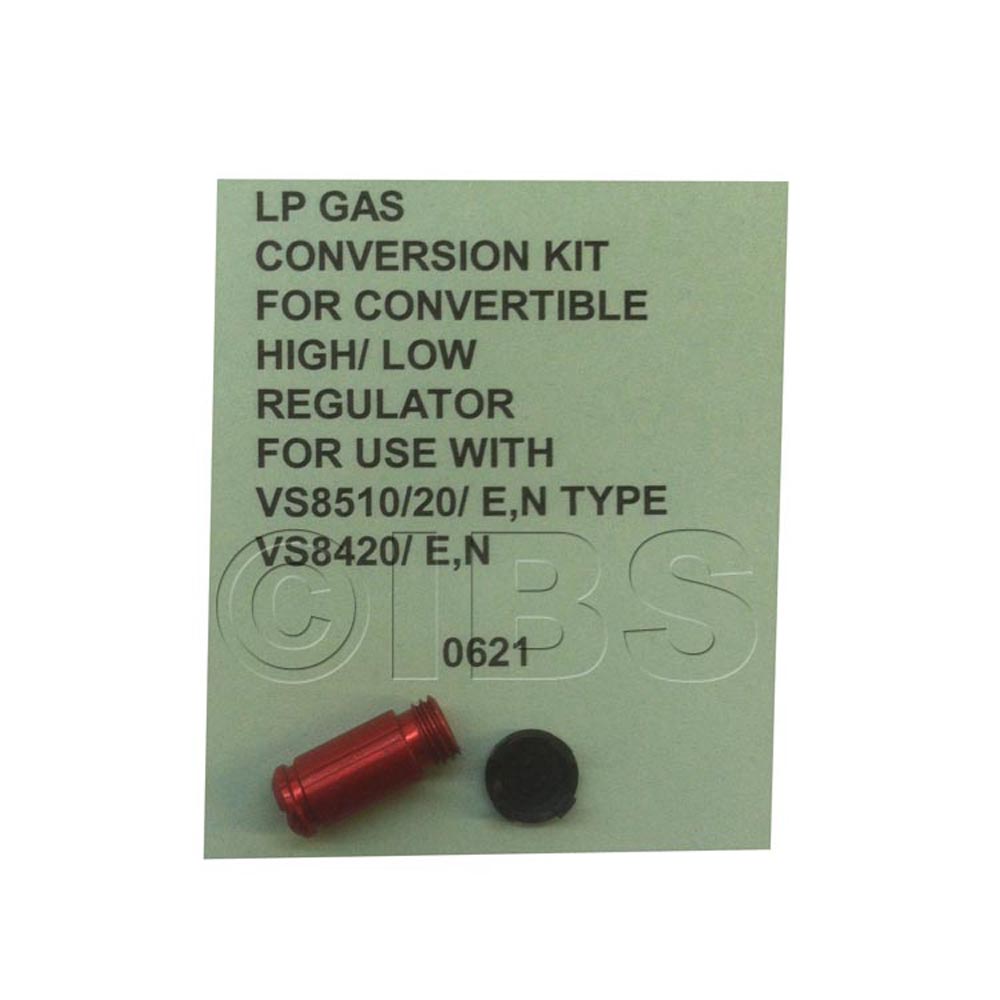 LP GAS
CONVERSION KIT
FOR CONVERTIBLE
HIGH/ LOW
REGULATOR
FOR USE WITH
VS8510/20/ E,N TYPE
VS8420/ E,N
©IBS
0621